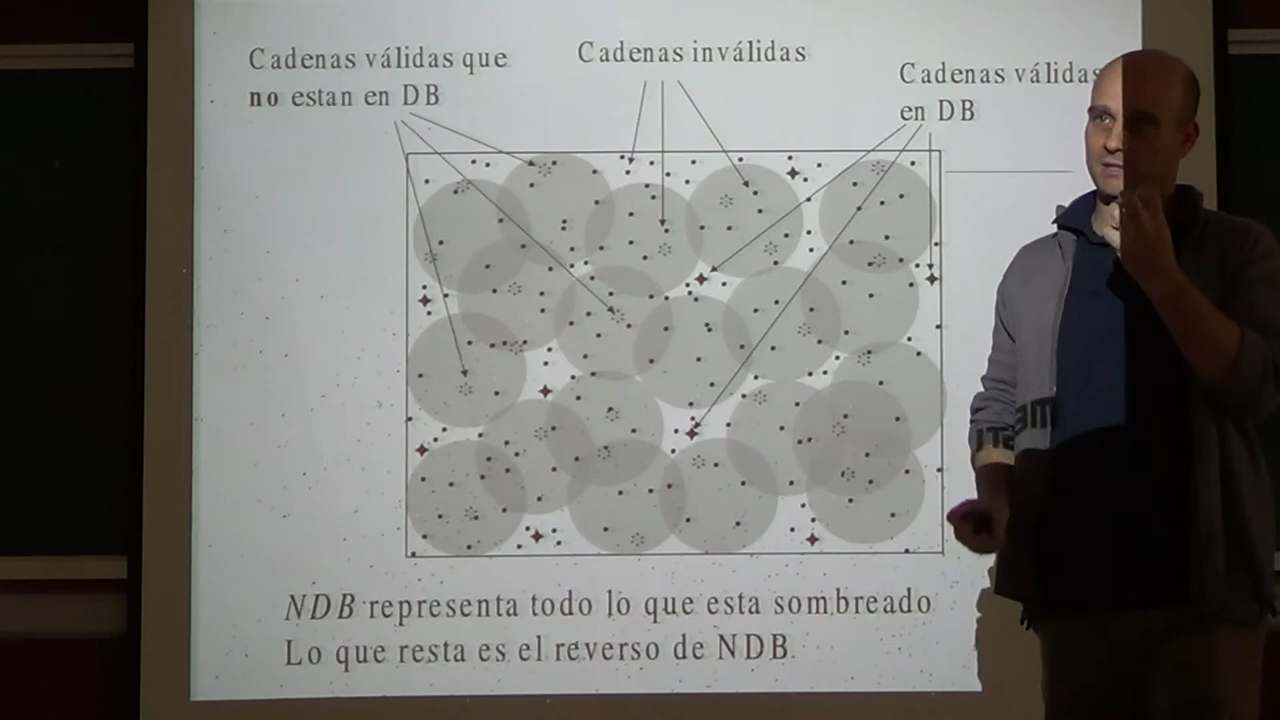 Cadenas válidas que
no estan en DB
Cadenas inválidas
Cadenas válidas
en DB
NDB representa todo lo que esta sombreado
Lo que resta es el reverso de NDB.